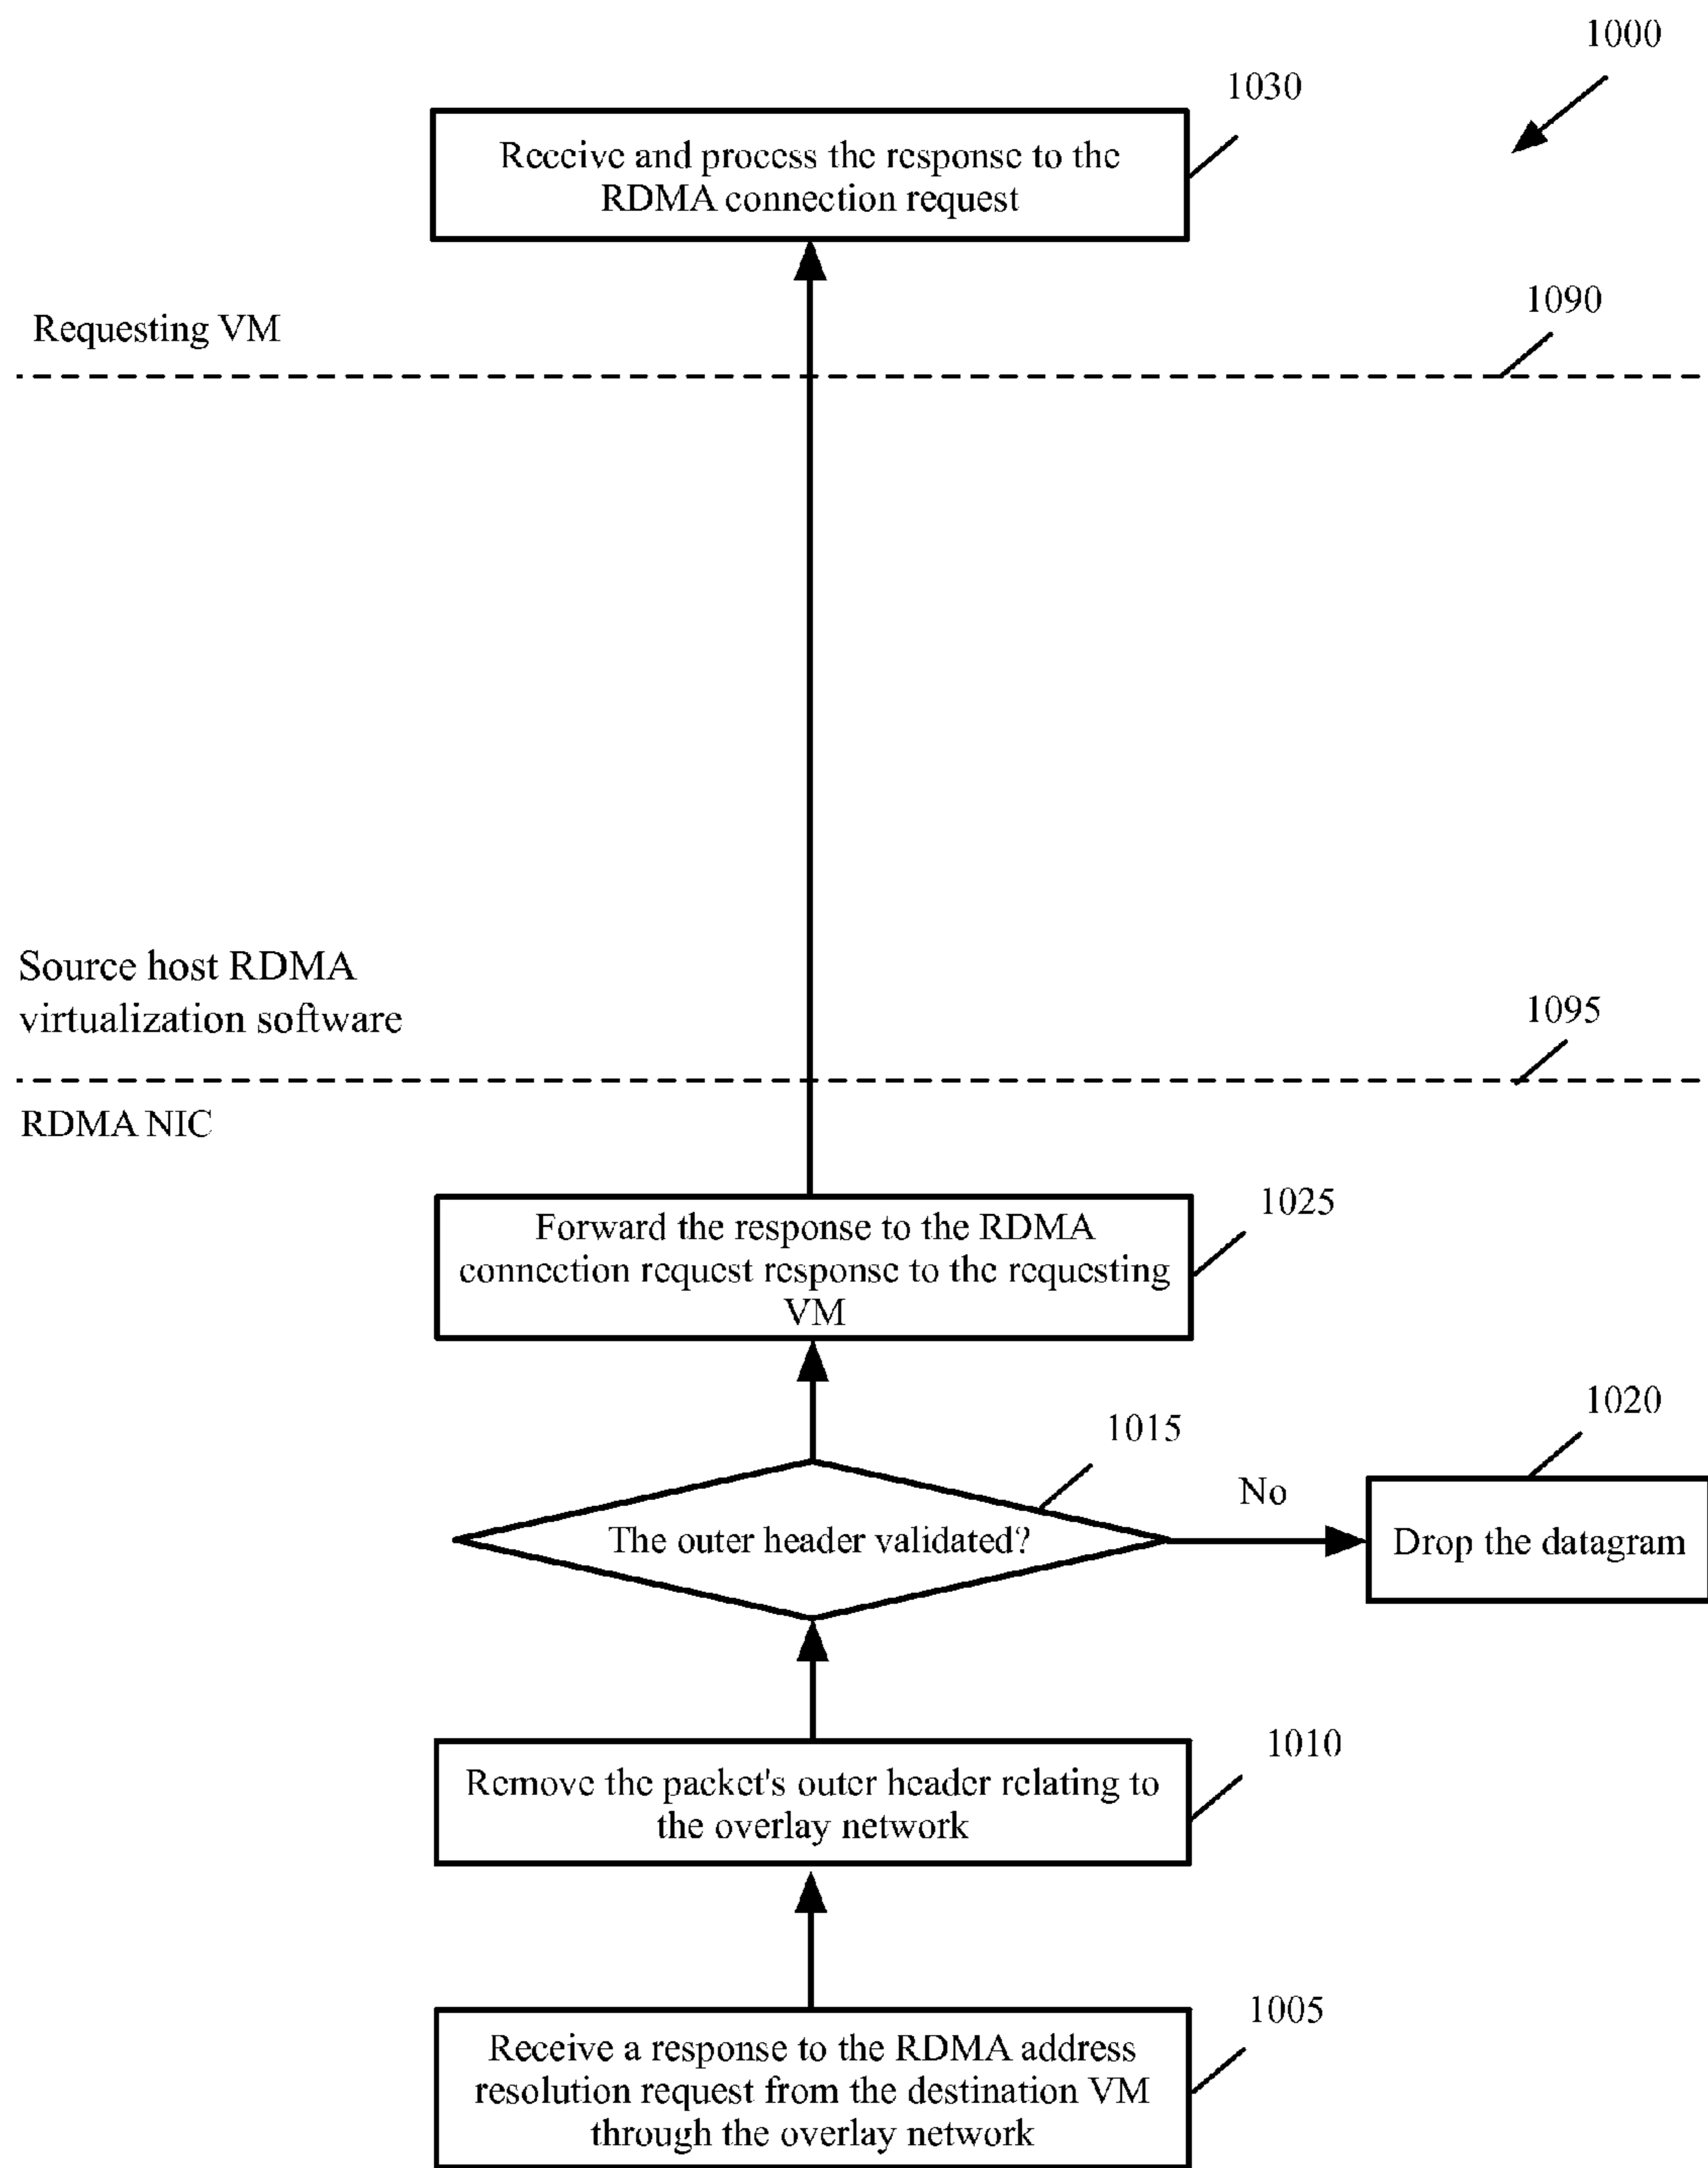 1000
1030
Receive and process the response to the
RDMA connection request
1090
Requesting VM
Source host RDMA
virtualization software
1095
RDMA NIC
1025
Forward the response to the RDMA
connection request response to the requesting
VM
1020
1015
No
The outer header validated?
Drop the datagram
1010
Remove the packet's outer header relating to
the overlay network
1005
Receive a response to the RDMA address
resolution request from the destination VM
through the overlay network